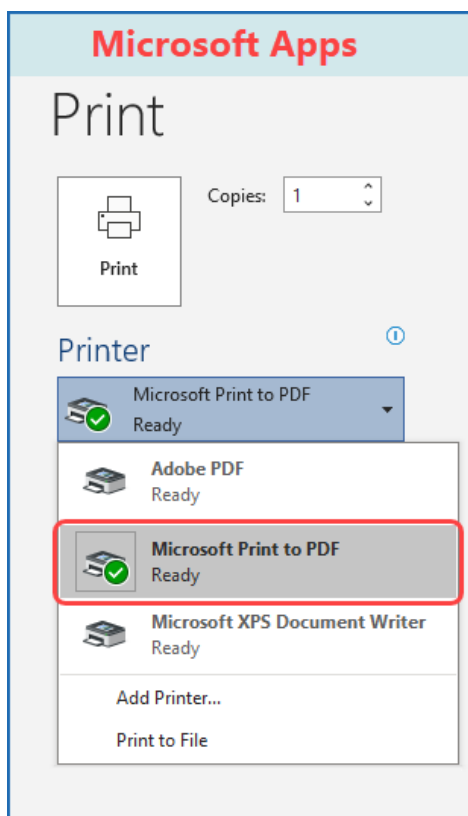 Microsoft Apps
Print
Copies: 1
Print
Printer
Microsoft Print to PDF
Ready
Adobe PDF
Ready
Microsoft Print to PDF
Ready
Microsoft XPS Document Writer
Ready
Add Printer...
Print to File